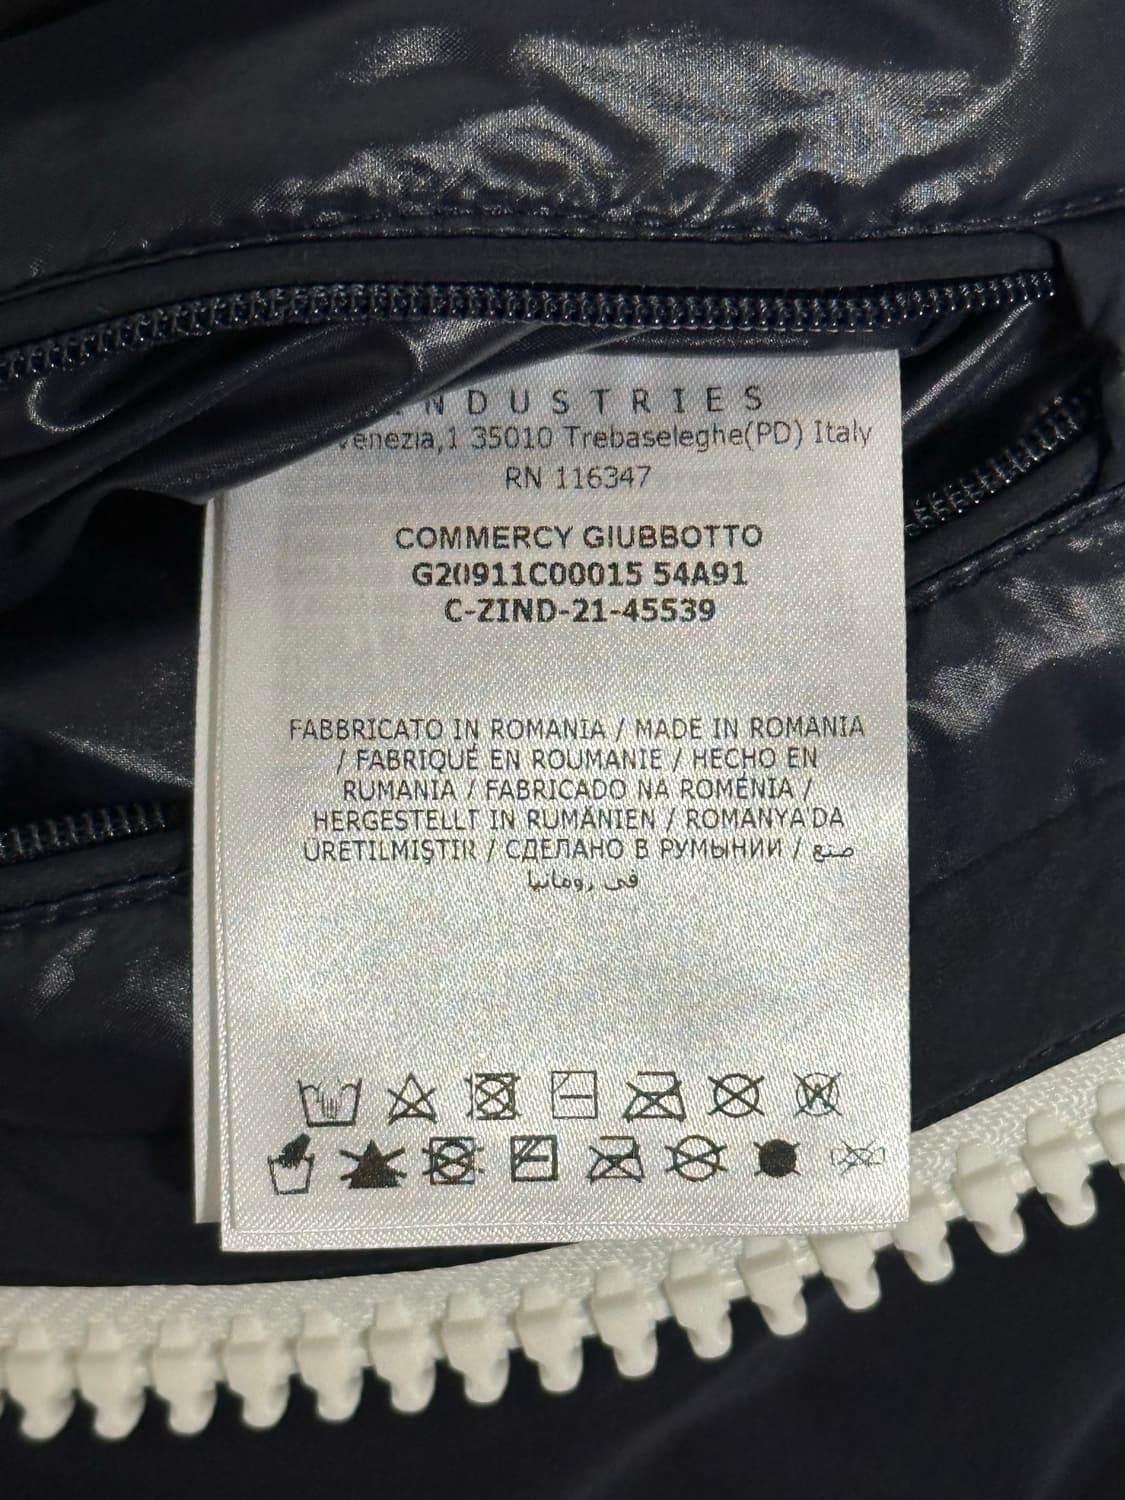 INDUSTRIES
Venezia,1 35010 Trebaseleghe(PD) Italy
RN 116347
COMMERCY GIUBBOTTO
G20911C00015 54A91
C-ZIND-21-45539
FABBRICATO IN ROMANIA / MADE IN ROMANIA
/ FABRIQUÉ EN ROUMANIE / HECHO EN
RUMANIA / FABRICADO NA ROMÉNIA /
HERGESTELLT IN RUMÄNIEN / ROMANYA'DA
ÜRETILMIŞTIR / СДЕЛАНО В РУМЫНИИ / صنع
في رومانيا